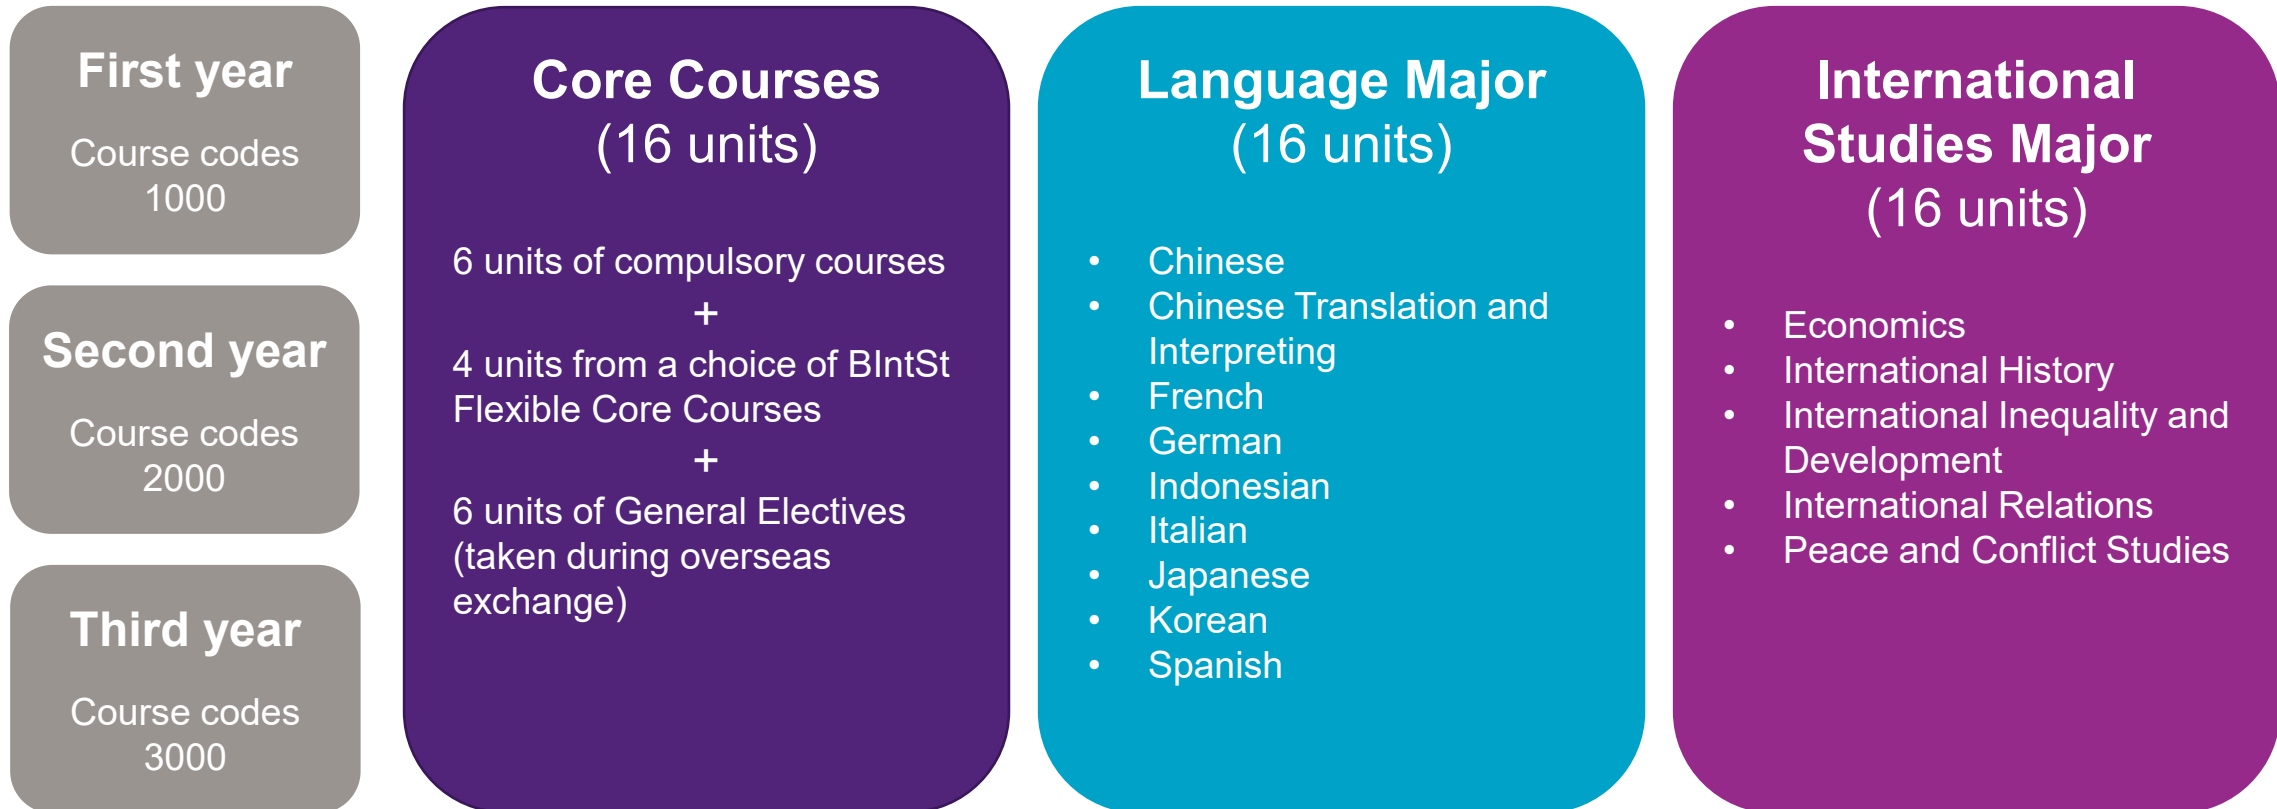 First year
Course codes
1000
Second year
Course codes
2000
Third year
Course codes
3000
Core Courses
(16 units)
6 units of compulsory courses
+
4 units from a choice of BIntSt
Flexible Core Courses
+
6 units of General Electives
(taken during overseas
exchange)
Language Major
(16 units)
• Chinese
• Chinese Translation and
Interpreting
• French
• German
• Indonesian
• Italian
• Japanese
• Korean
• Spanish
International
Studies Major
(16 units)
• Economics
• International History
• International Inequality and
Development
• International Relations
• Peace and Conflict Studies